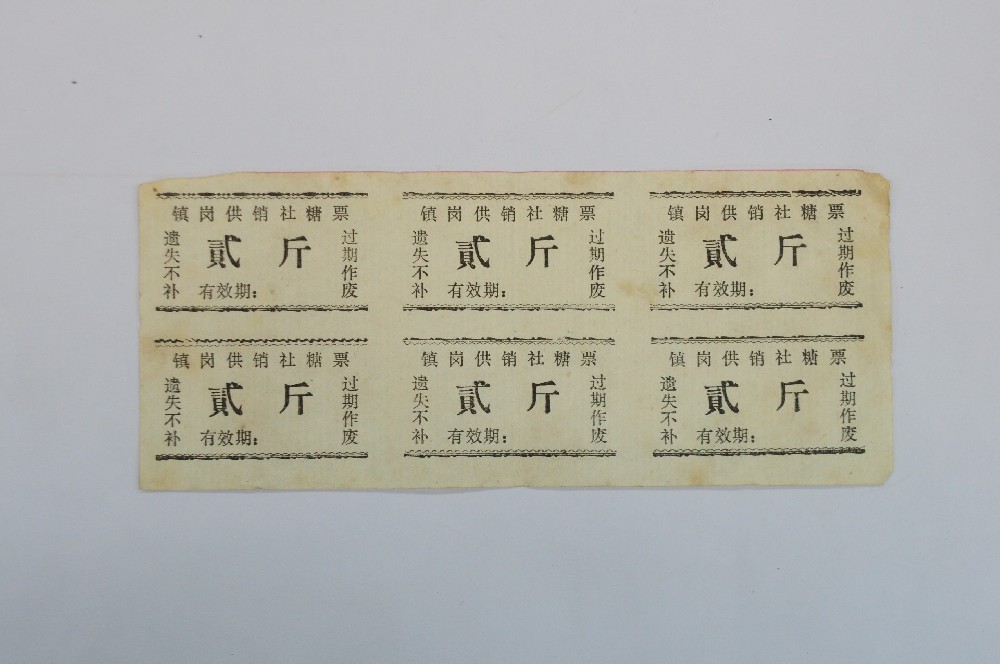 镇岗供销社糖票
遗失不补
贰斤
过期作废
有效期：
镇岗供销社糖票
遗失不补
贰斤
过期作废
有效期：
镇岗供销社糖票
遗失不补
贰斤
过期作废
有效期：
镇岗供销社糖票
遗失不补
贰斤
过期作废
有效期：
镇岗供销社糖票
遗失不补
贰斤
过期作废
有效期：
镇岗供销社糖票
遗失不补
贰斤
过期作废
有效期：